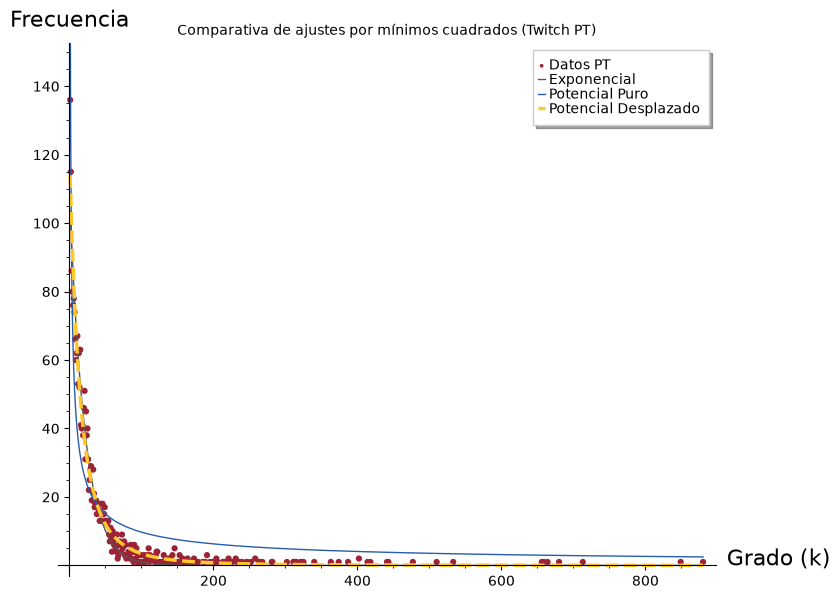 Frecuencia
Comparativa de ajustes por mínimos cuadrados (Twitch PT)
Datos PT
Exponencial
Potencial Puro
Potencial Desplazado
140
120
100
80
60
40
20
200
400
600
800
Grado (k)